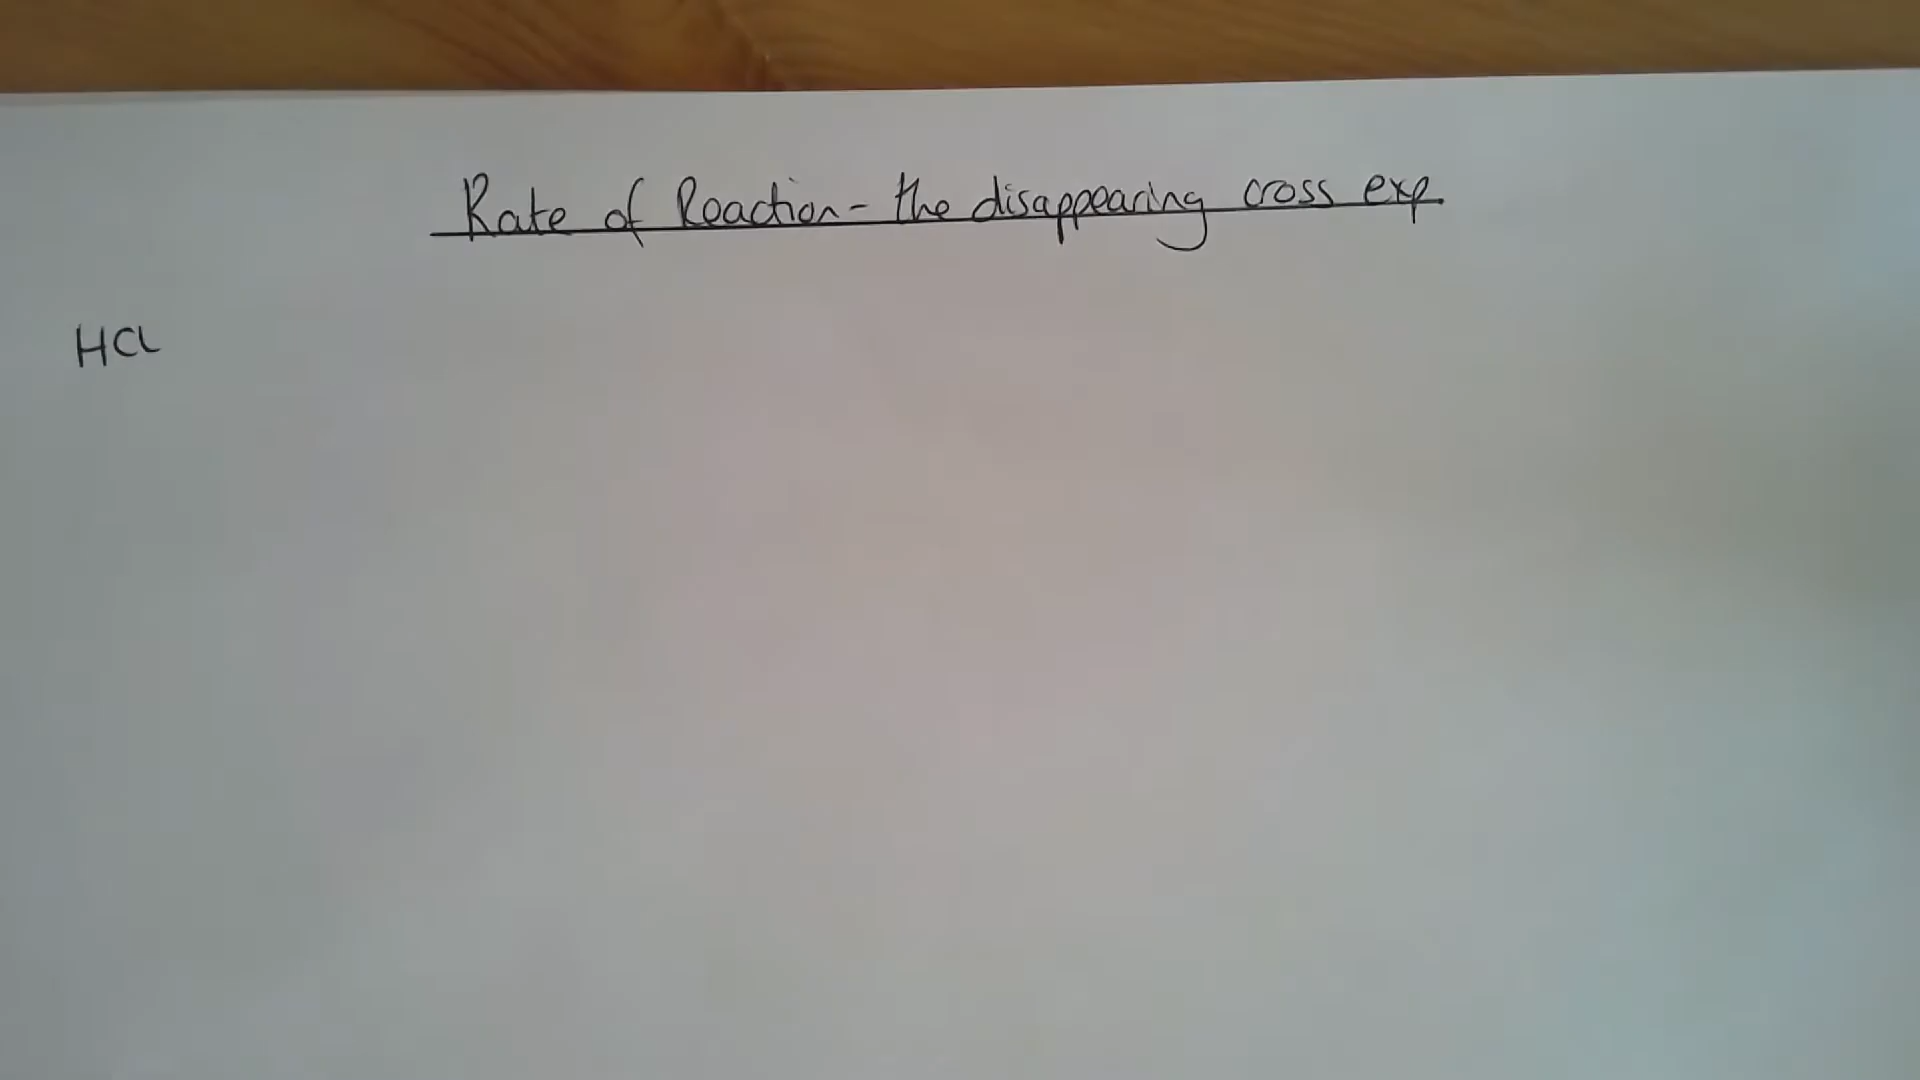 Rate of Reaction - the disappearing cross exp.
HCl